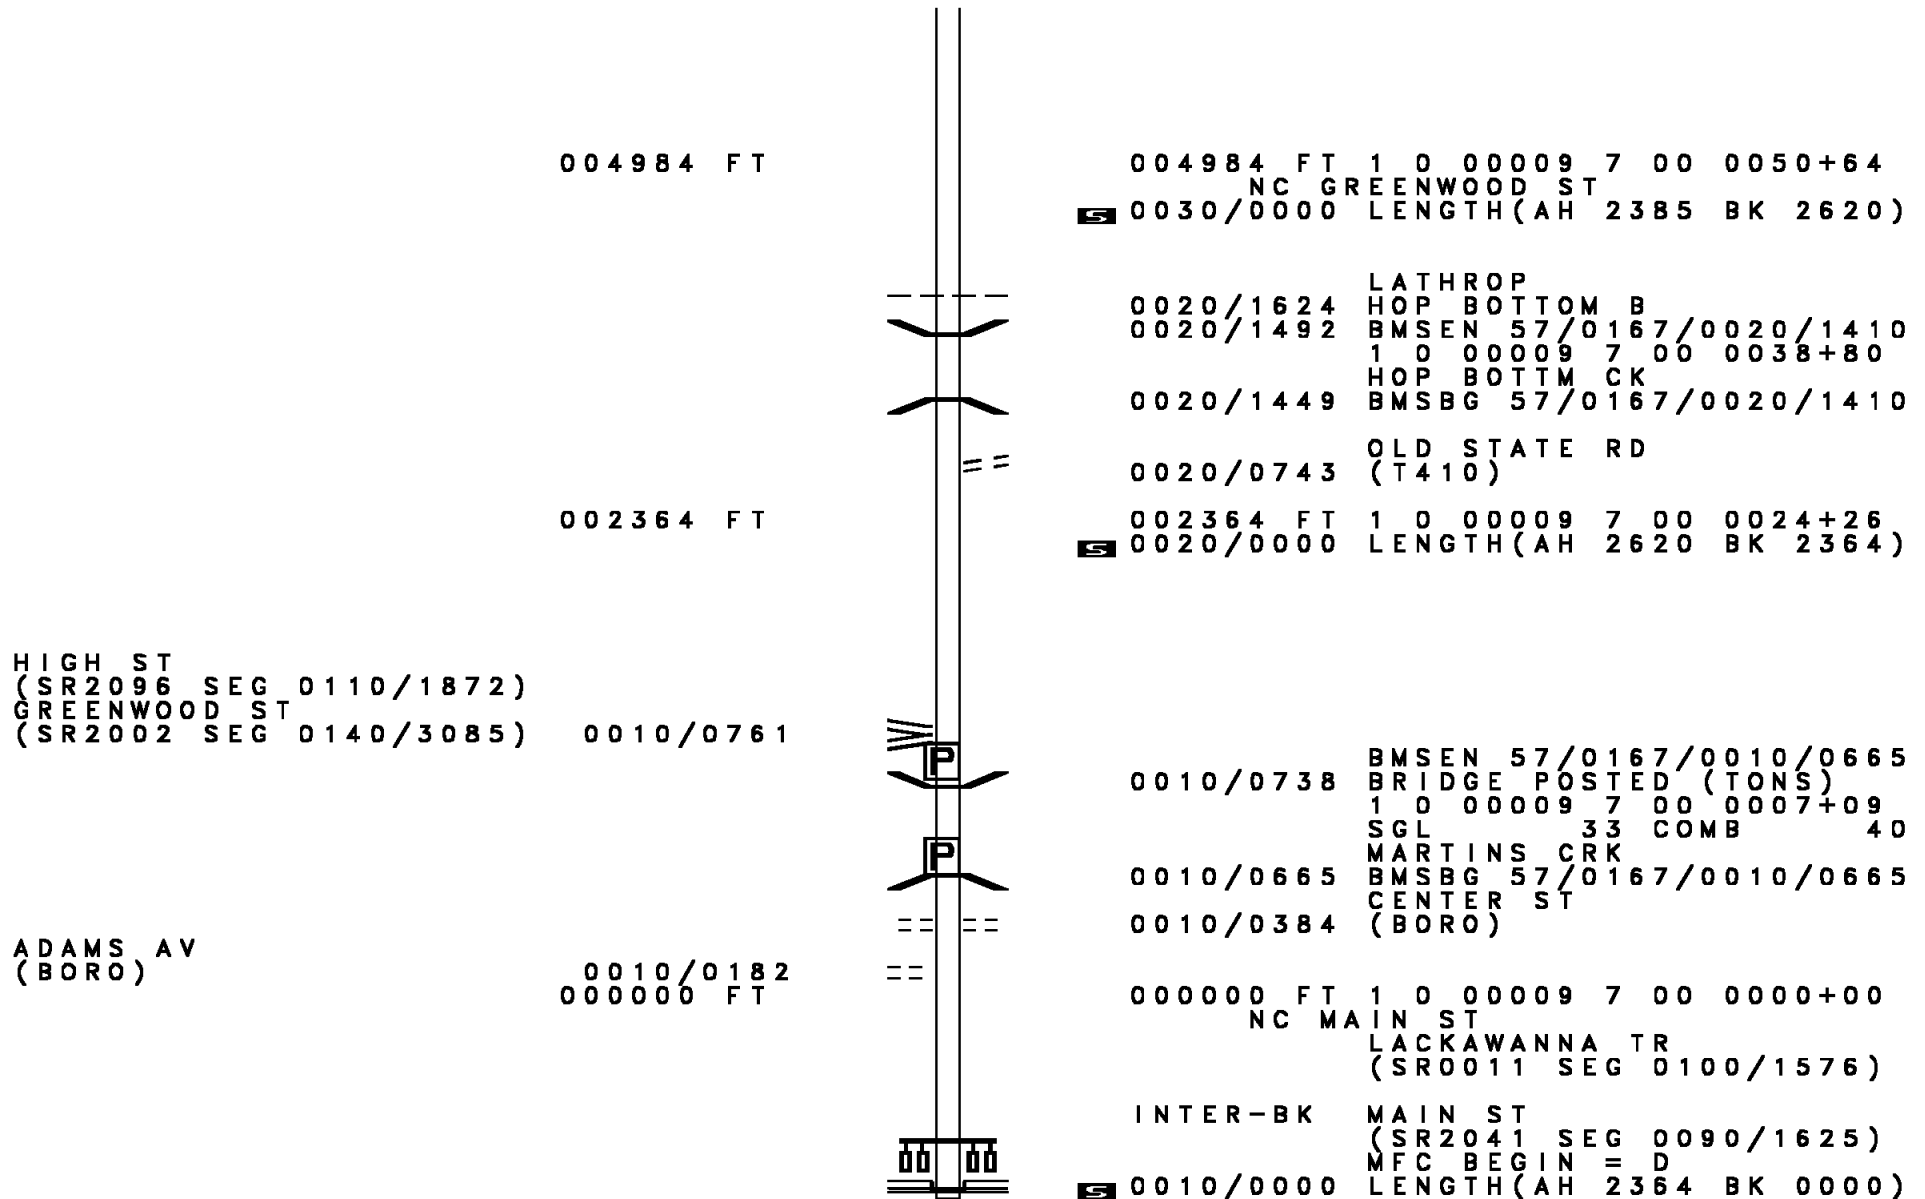 004984 FT 004984 FT 1 0 00009 7 00 0050+64
NC GREENWOOD ST
S 0030/0000 LENGTH(AH 2385 BK 2620)
LATHROP
0020/1624 HOP BOTTOM B
0020/1492 BMSEN 57/0167/0020/1410
1 0 00009 7 00 0038+80
HOP BOTTM CK
0020/1449 BMSBG 57/0167/0020/1410
OLD STATE RD
0020/0743 (T410)
002364 FT 002364 FT 1 0 00009 7 00 0024+26
S 0020/0000 LENGTH(AH 2620 BK 2364)
HIGH ST
(SR2096 SEG 0110/1872)
GREENWOOD ST
(SR2002 SEG 0140/3085) 0010/0761
P BMSEN 57/0167/0010/0665
0010/0738 BRIDGE POSTED (TONS)
1 0 00009 7 00 0007+09
SGL 33 COMB 40
P MARTINS CRK
0010/0665 BMSBG 57/0167/0010/0665
CENTER ST
0010/0384 (BORO)
ADAMS AV
(BORO) 0010/0182
000000 FT 000000 FT 1 0 00009 7 00 0000+00
NC MAIN ST
LACKAWANNA TR
(SR0011 SEG 0100/1576)
INTER-BK MAIN ST
(SR2041 SEG 0090/1625)
MFC BEGIN = D
S 0010/0000 LENGTH(AH 2364 BK 0000)